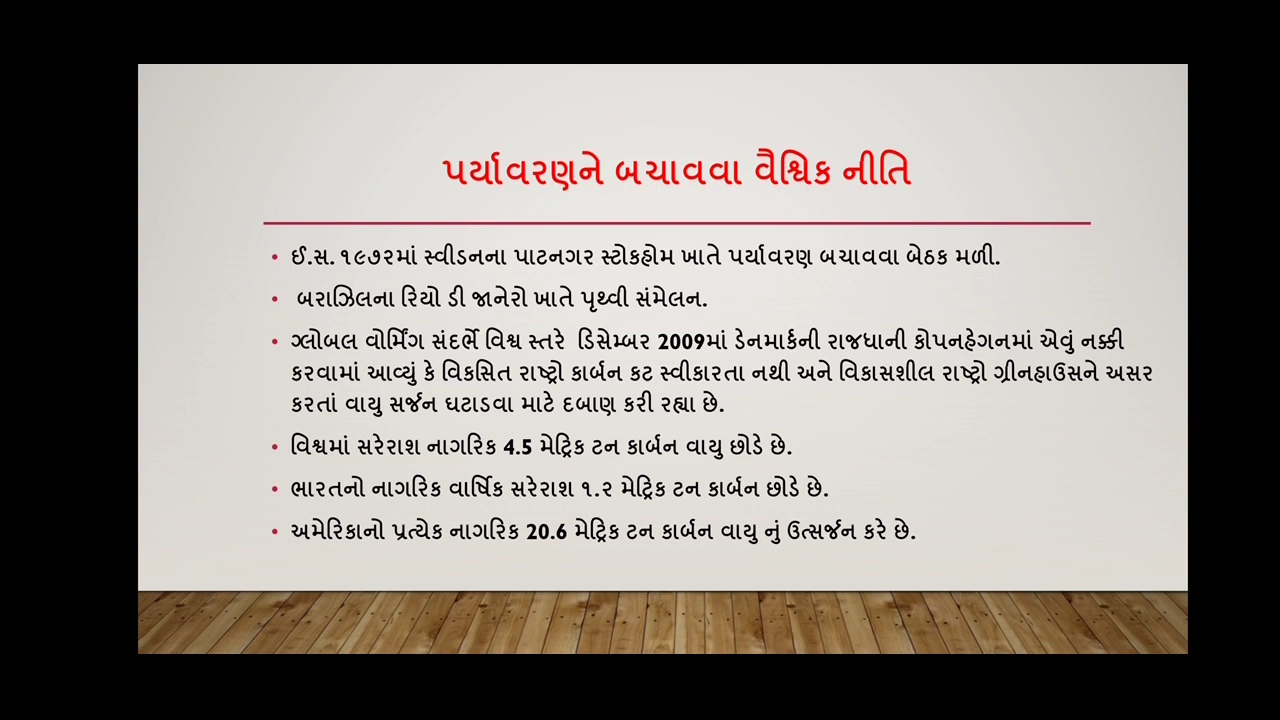 પર્યાવરણને બચાવવા વૈશ્વિક નીતિ
• ઈ.સ. ૧૯૭૨માં સ્વીડનના પાટનગર સ્ટોકહોમ ખાતે પર્યાવરણ બચાવવા બેઠક મળી.
• બરાઝિલના રિયો ડી જાનેરો ખાતે પૃથ્વી સંમેલન.
• ગ્લોબલ વોર્મિંગ સંદર્ભે વિશ્વ સ્તરે ડિસેમ્બર 2009માં ડેનમાર્કની રાજધાની કોપનહેગનમાં એવું નક્કી
કરવામાં આવ્યું કે વિકસિત રાષ્ટ્રો કાર્બન કટ સ્વીકારતા નથી અને વિકાસશીલ રાષ્ટ્રો ગ્રીનહાઉસને અસર
કરતાં વાયુ સર્જન ઘટાડવા માટે દબાણ કરી રહ્યા છે.
• વિશ્વમાં સરેરાશ નાગરિક 4.5 મેટ્રિક ટન કાર્બન વાયુ છોડે છે.
• ભારતનો નાગરિક વાર્ષિક સરેરાશ ૧.૨ મેટ્રિક ટન કાર્બન છોડે છે.
• અમેરિકાનો પ્રત્યેક નાગરિક 20.6 મેટ્રિક ટન કાર્બન વાયુ નું ઉત્સર્જન કરે છે.